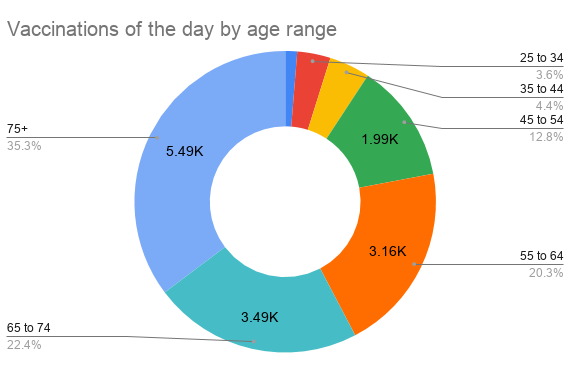 Vaccinations of the day by age range
25 to 34
3.6%
35 to 44
4.4%
45 to 54
12.8%
75+
35.3%
5.49K
1.99K
3.16K
55 to 64
20.3%
3.49K
65 to 74
22.4%